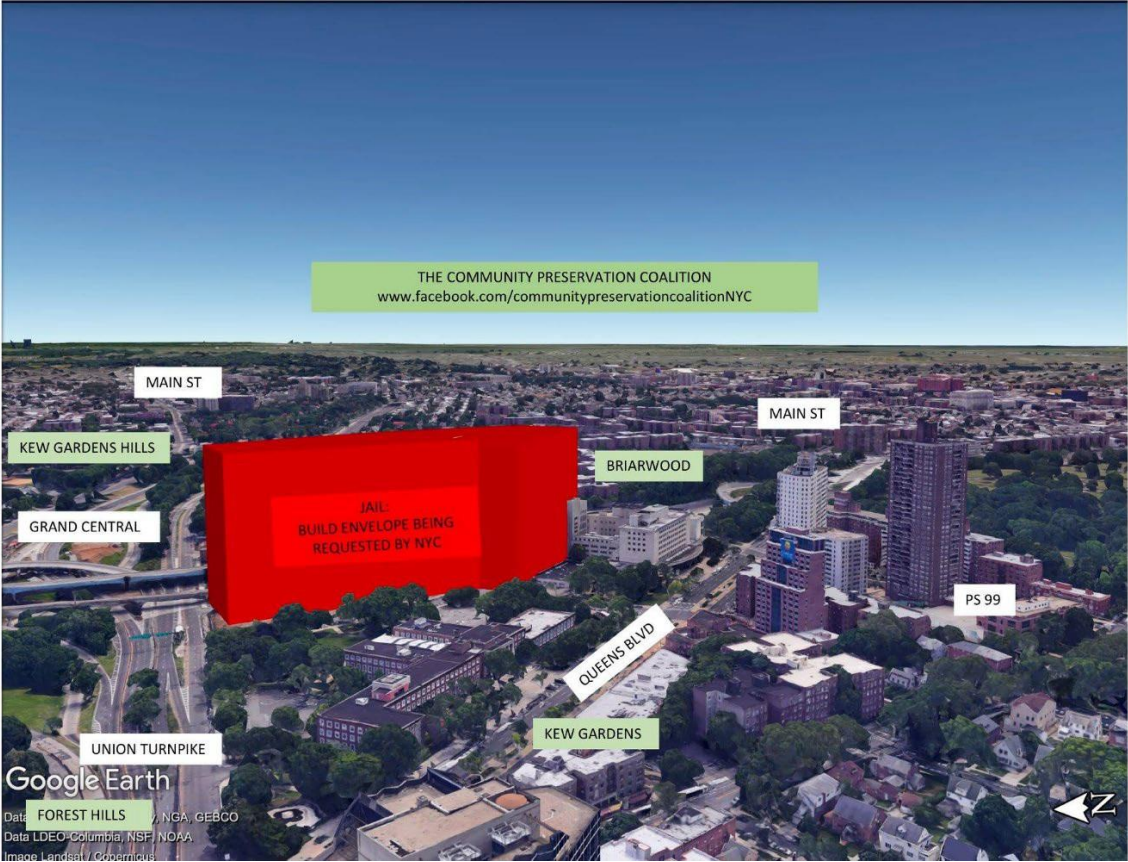 THE COMMUNITY PRESERVATION COALITION
www.facebook.com/communitypreservationcoalitionNYC
MAIN ST
MAIN ST
KEW GARDENS HILLS
BRIARWOOD
GRAND CENTRAL
JAIL:
BUILD ENVELOPE BEING
REQUESTED BY NYC
PS 99
QUEENS BLVD
KEW GARDENS
UNION TURNPIKE
Google Earth
FOREST HILLS
Data , NGA, GEBCO
Data LDEO-Columbia, NSF, NOAA
Image Landsat / Copernicus
N